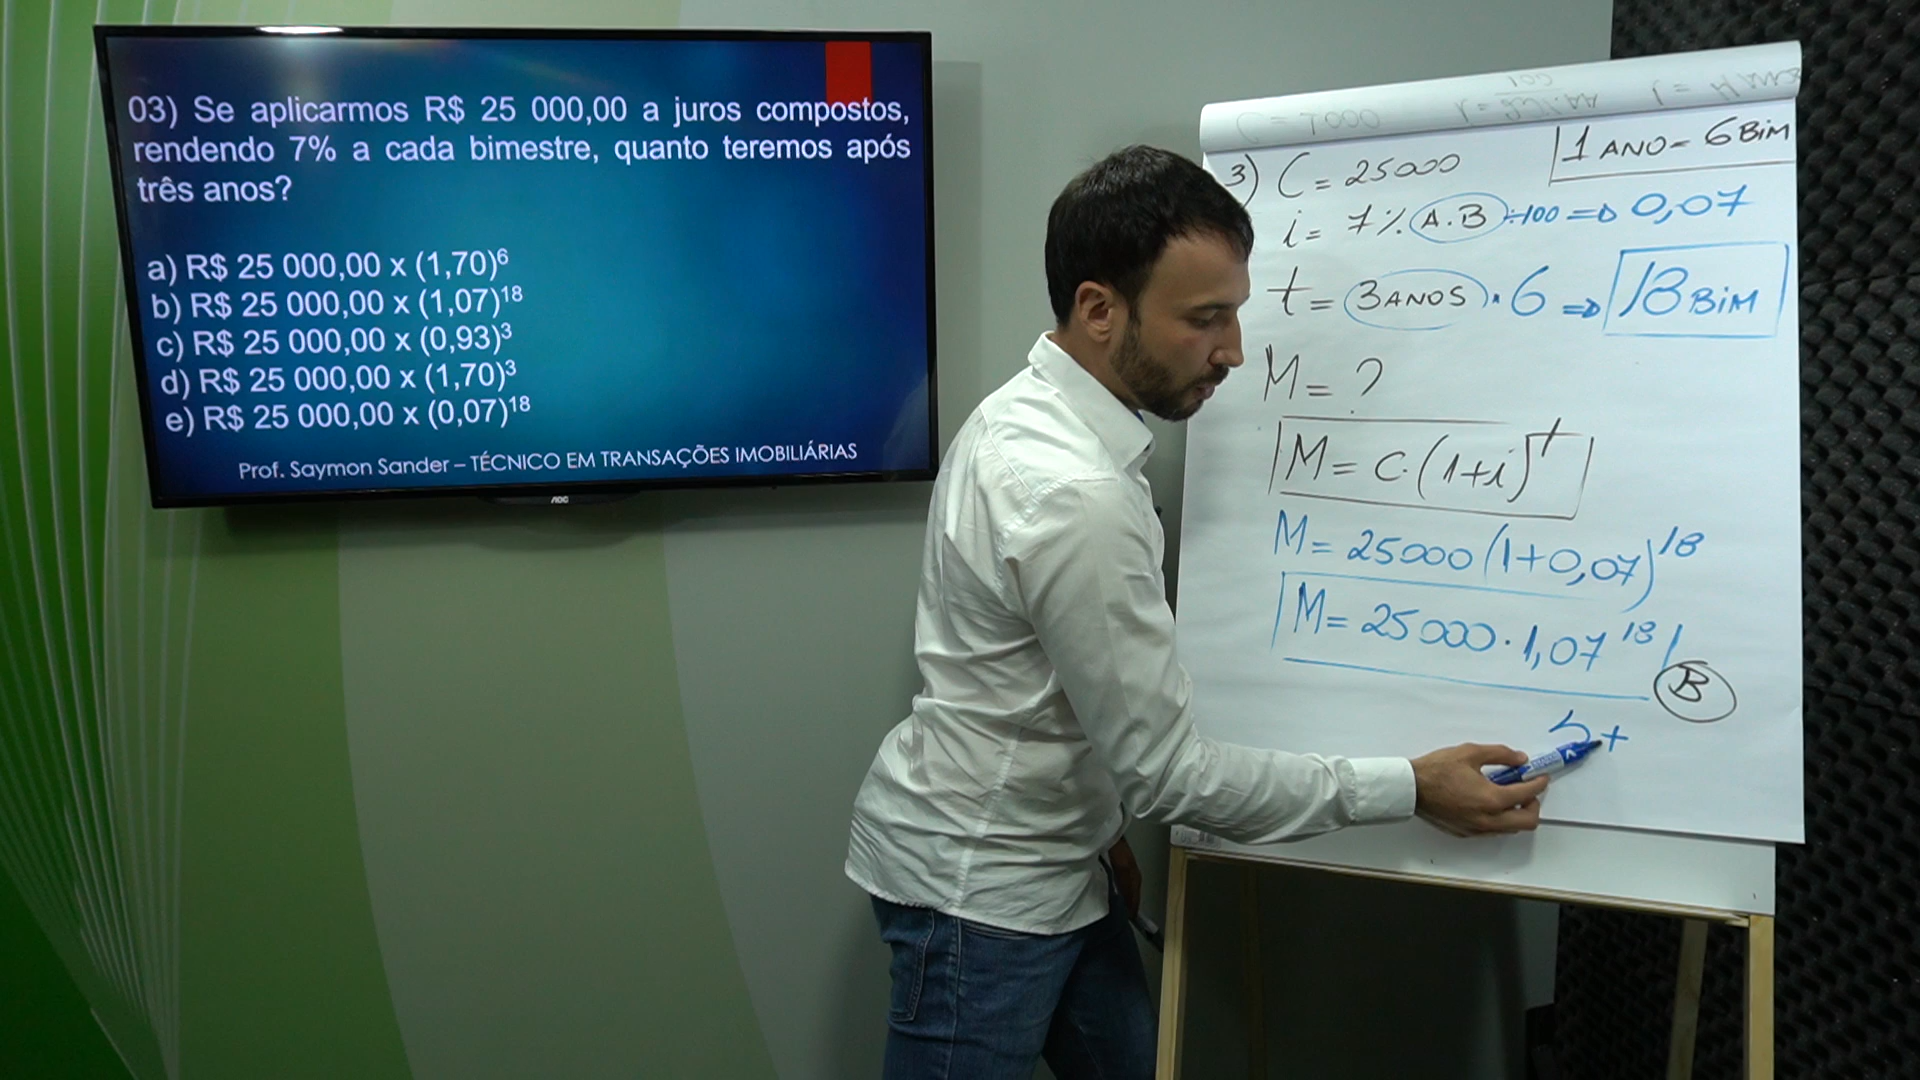 03) Se aplicarmos R$ 25 000,00 a juros compostos,
rendendo 7% a cada bimestre, quanto teremos após
três anos?
a) R$ 25 000,00 x (1,70)⁶
b) R$ 25 000,00 x (1,07)¹⁸
c) R$ 25 000,00 x (0,93)³
d) R$ 25 000,00 x (1,70)³
e) R$ 25 000,00 x (0,07)¹⁸
Prof. Saymon Sander – TÉCNICO EM TRANSAÇÕES IMOBILIÁRIAS
AOC
C = 7000
1 ANO = 6 BIM
3) C = 25000
i = 7% A.B ÷100 => 0,07
t = 3 ANOS · 6 => 18 BIM
M = ?
M = C·(1+i)ᵗ
M = 25000(1+0,07)¹⁸
M = 25000·1,07¹⁸
B
5+